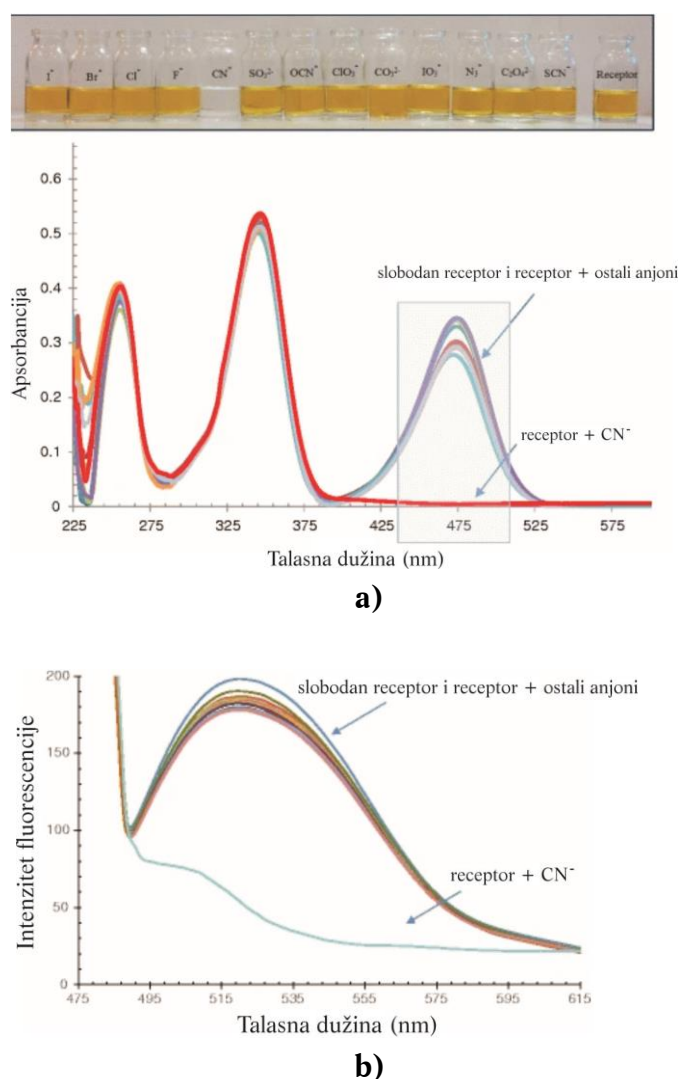 I⁻ Br⁻ Cl⁻ F⁻ CN⁻ SO₃²⁻ OCN⁻ ClO₃⁻ CO₃²⁻ IO₃⁻ N₃⁻ C₂O₄²⁻ SCN⁻ Receptor
Apsorbancija
0.6
0.5
0.4
0.3
0.2
0.1
0
slobodan receptor i receptor + ostali anjoni
receptor + CN⁻
225 275 325 375 425 475 525 575
Talasna dužina (nm)
a)
Intenzitet fluorescencije
200
150
100
50
0
slobodan receptor i receptor + ostali anjoni
receptor + CN⁻
475 495 515 535 555 575 595 615
Talasna dužina (nm)
b)